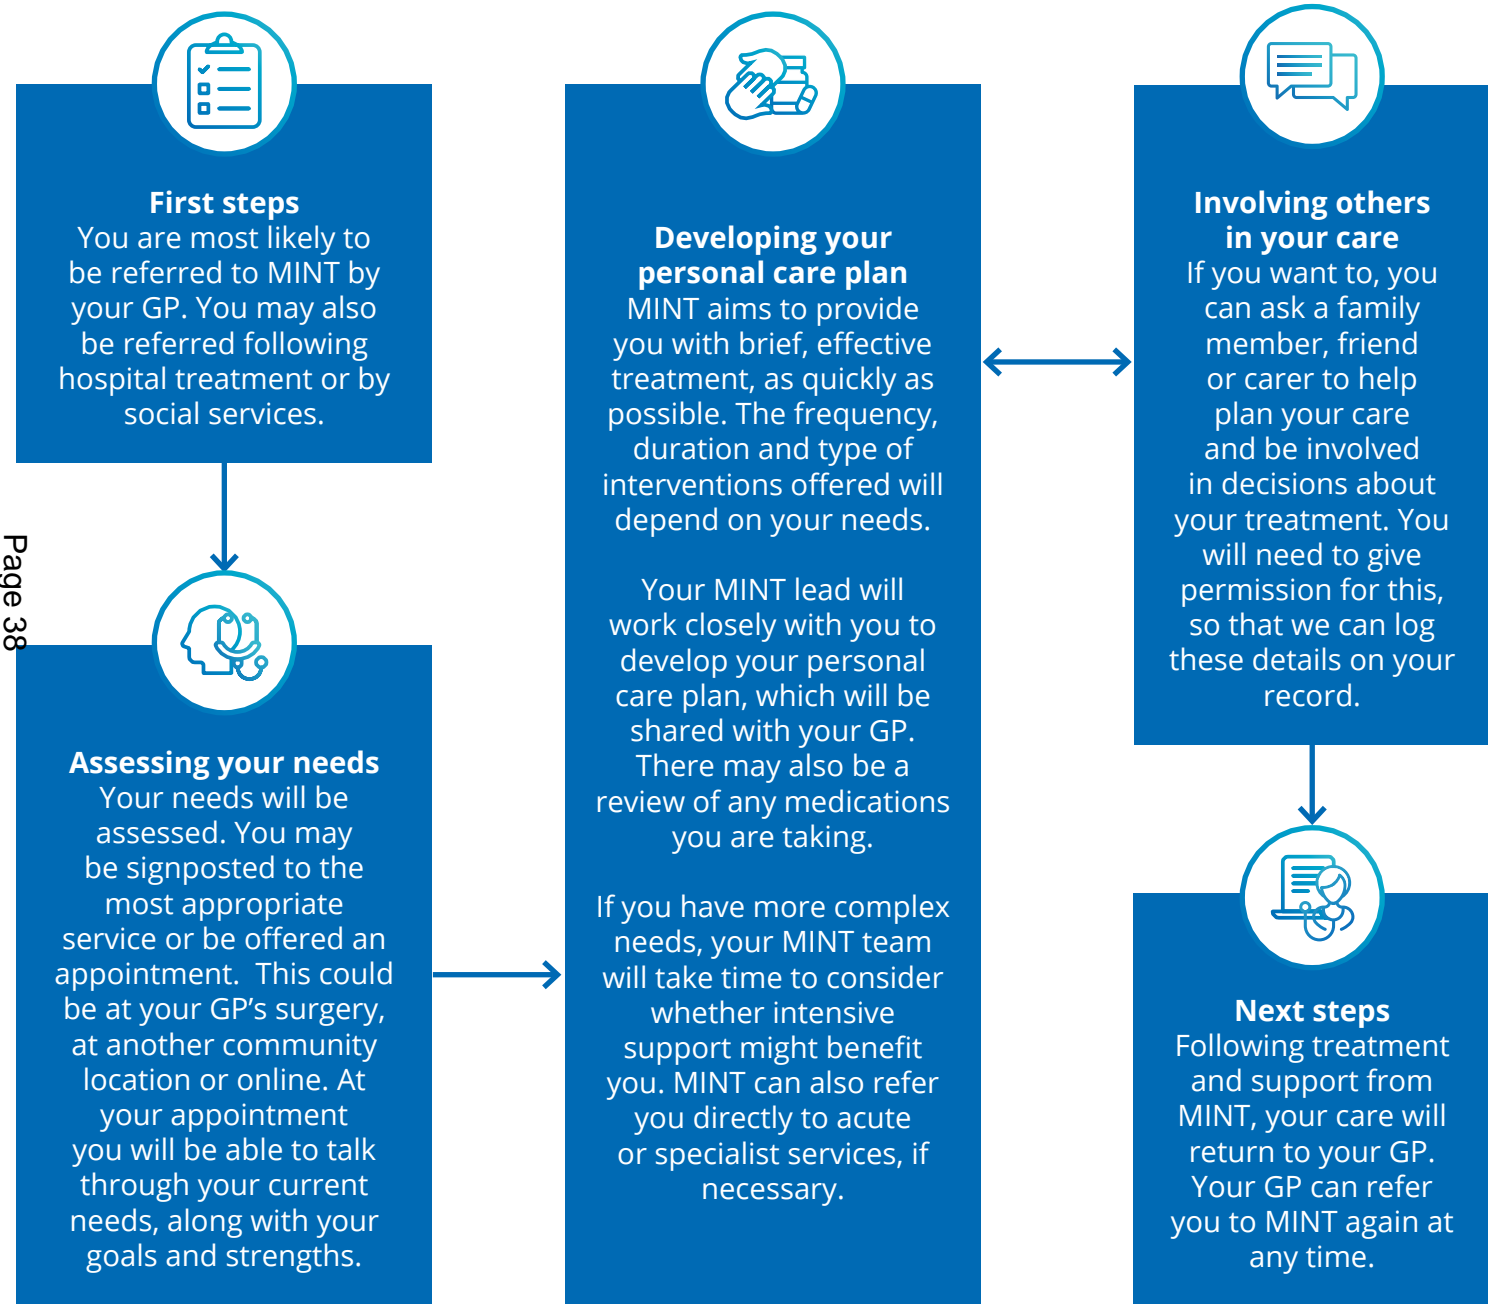 First steps
You are most likely to
be referred to MINT by
your GP. You may also
be referred following
hospital treatment or by
social services.
Page 38
Assessing your needs
Your needs will be
assessed. You may
be signposted to the
most appropriate
service or be offered an
appointment.  This could
be at your GP’s surgery,
at another community
location or online. At
your appointment
you will be able to talk
through your current
needs, along with your
goals and strengths.
Developing your
personal care plan
MINT aims to provide
you with brief, effective
treatment, as quickly as
possible. The frequency,
duration and type of
interventions offered will
depend on your needs.
Your MINT lead will
work closely with you to
develop your personal
care plan, which will be
shared with your GP.
There may also be a
review of any medications
you are taking.
If you have more complex
needs, your MINT team
will take time to consider
whether intensive
support might benefit
you. MINT can also refer
you directly to acute
or specialist services, if
necessary.
Involving others
in your care
If you want to, you
can ask a family
member, friend
or carer to help
plan your care
and be involved
in decisions about
your treatment. You
will need to give
permission for this,
so that we can log
these details on your
record.
Next steps
Following treatment
and support from
MINT, your care will
return to your GP.
Your GP can refer
you to MINT again at
any time.